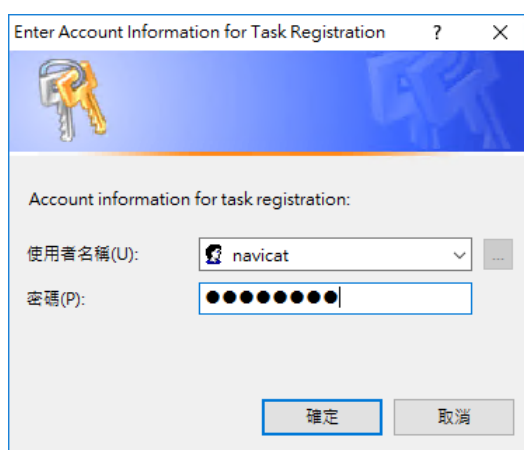 Enter Account Information for Task Registration ? ✕
Account information for task registration:
使用者名稱(U): navicat ...
密碼(P): ●●●●●●●●
確定 取消